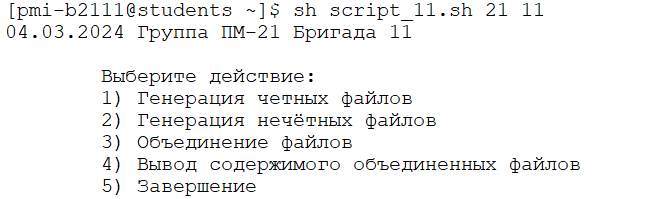 [pmi-b2111@students ~]$ sh script_11.sh 21 11
04.03.2024 Группа ПМ-21 Бригада 11
Выберите действие:
1) Генерация четных файлов
2) Генерация нечётных файлов
3) Объединение файлов
4) Вывод содержимого объединенных файлов
5) Завершение